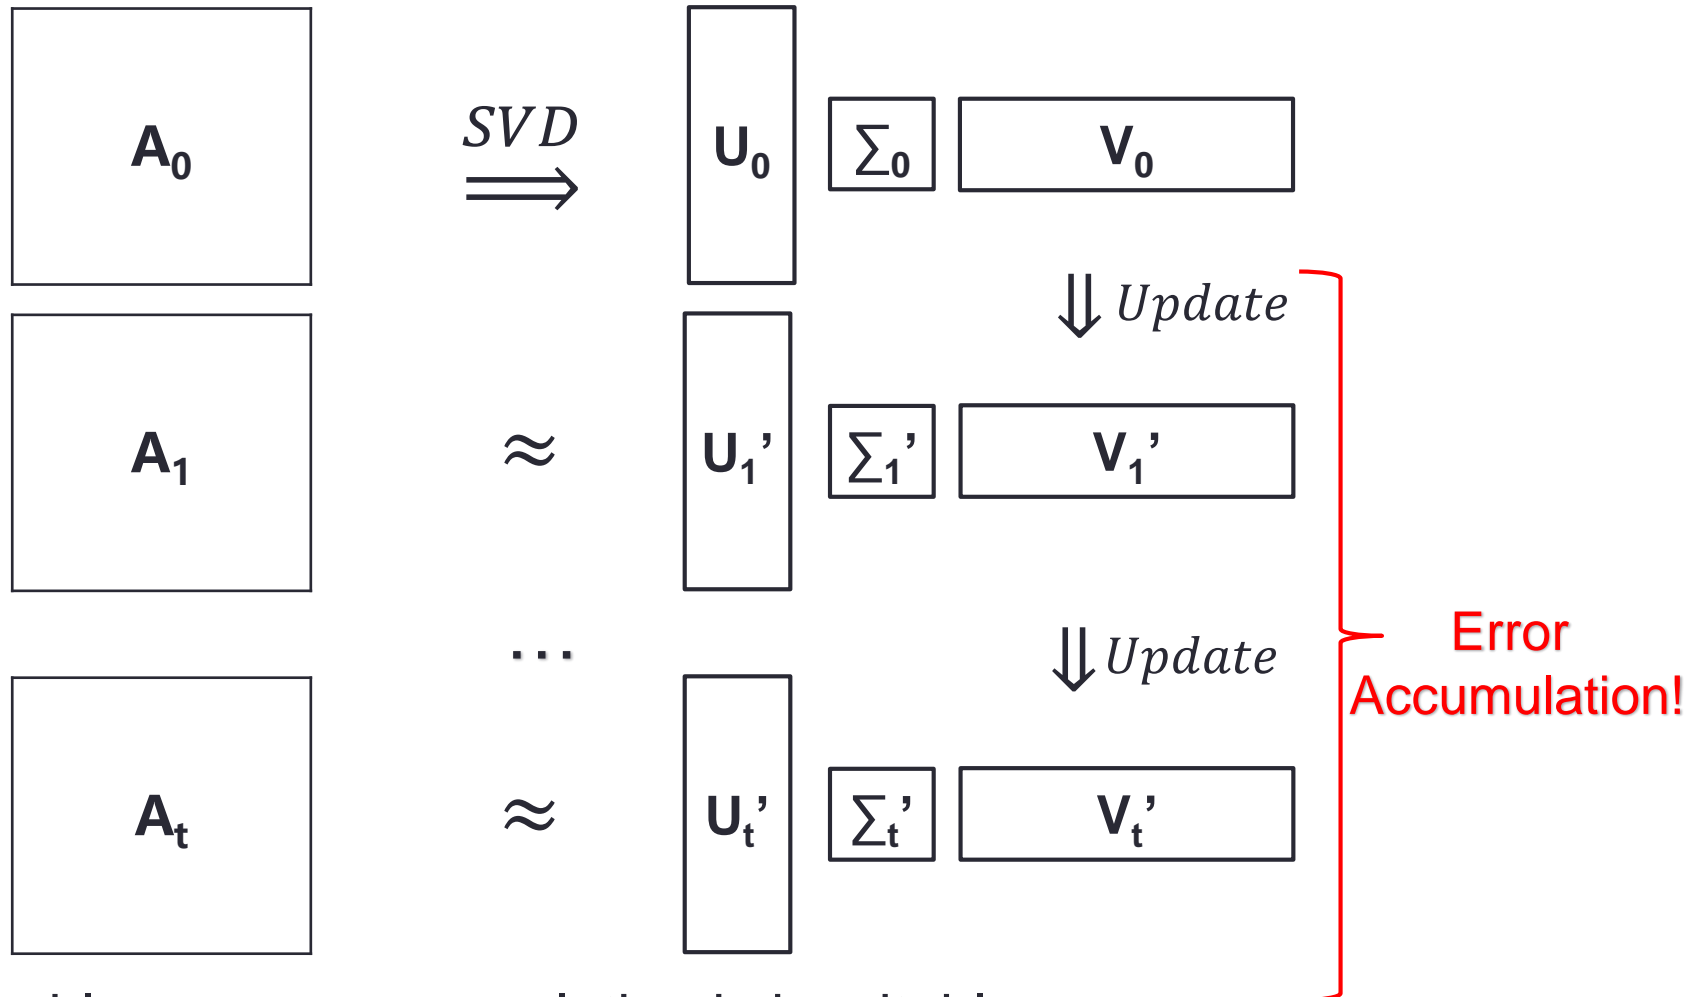 A₀ SVD ⟹ U₀ ∑₀ V₀
⇓ Update
A₁ ≈ U₁’ ∑₁’ V₁’
… ⇓ Update
Error
Accumulation!
Aₜ ≈ Uₜ’ ∑ₜ’ Vₜ’